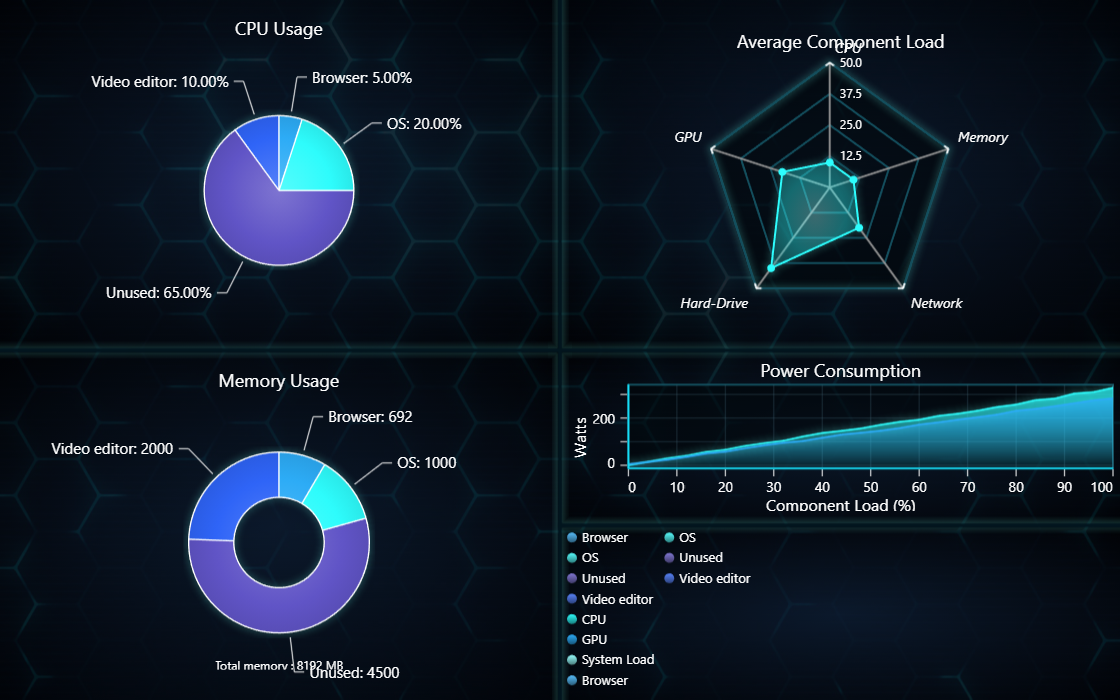 CPU Usage
Video editor: 10.00%
Browser: 5.00%
OS: 20.00%
Unused: 65.00%
Average Component Load
CPU
50.0
37.5
25.0
12.5
GPU
Memory
Hard-Drive
Network
Memory Usage
Browser: 692
Video editor: 2000
OS: 1000
Total memory : 8192 MB
Unused: 4500
Power Consumption
Watts
200
0
0 10 20 30 40 50 60 70 80 90 100
Component Load (%)
Browser OS
OS Unused
Unused Video editor
Video editor
CPU
GPU
System Load
Browser